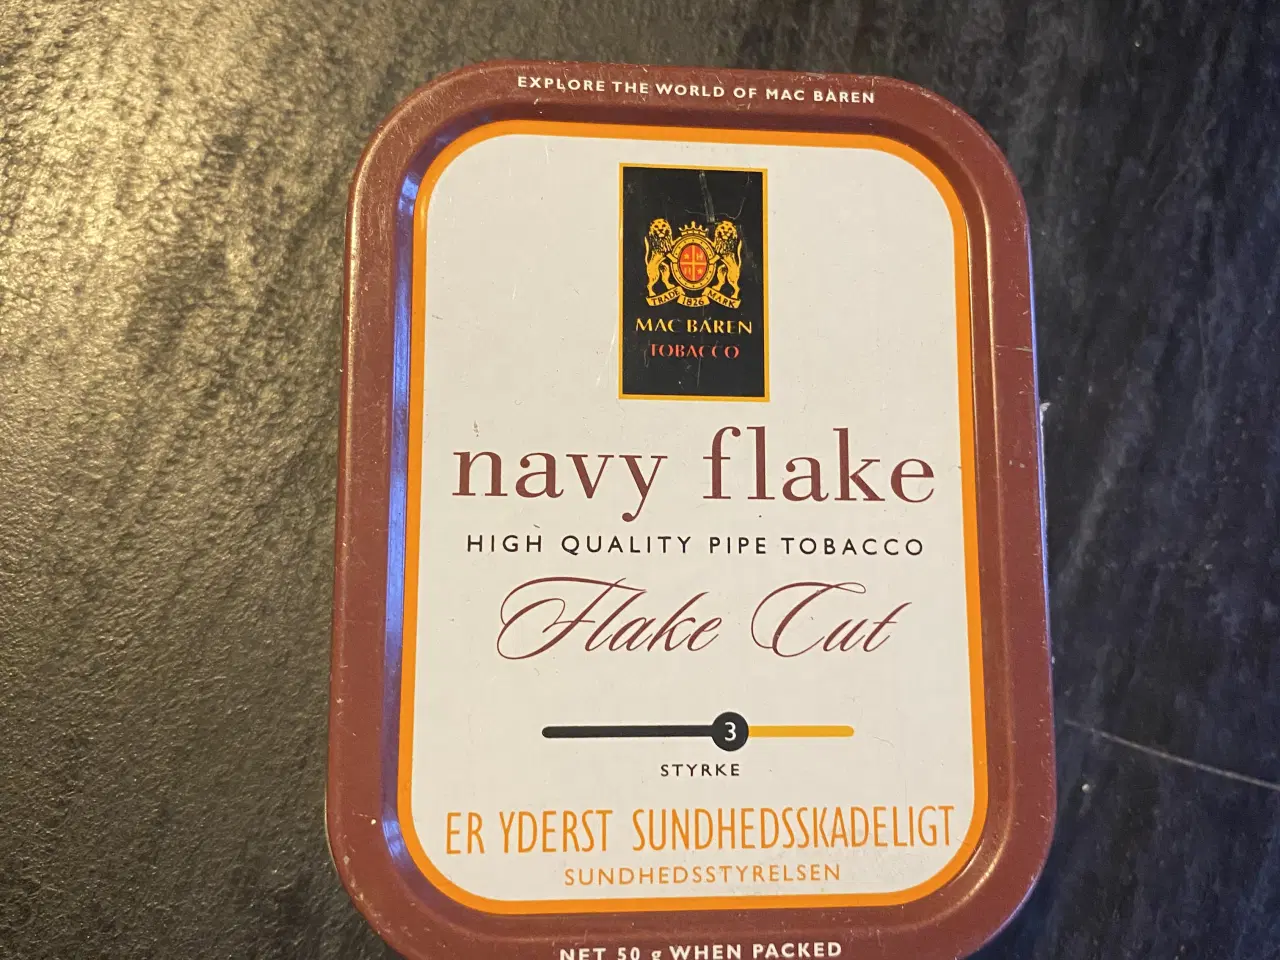 EXPLORE THE WORLD OF MAC BAREN
TRADE 1826 MARK
MAC BAREN
TOBACCO
navy flake
HIGH QUALITY PIPE TOBACCO
Flake Cut
3
STYRKE
ER YDERST SUNDHEDSSKADELIGT
SUNDHEDSSTYRELSEN
NET 50 g WHEN PACKED